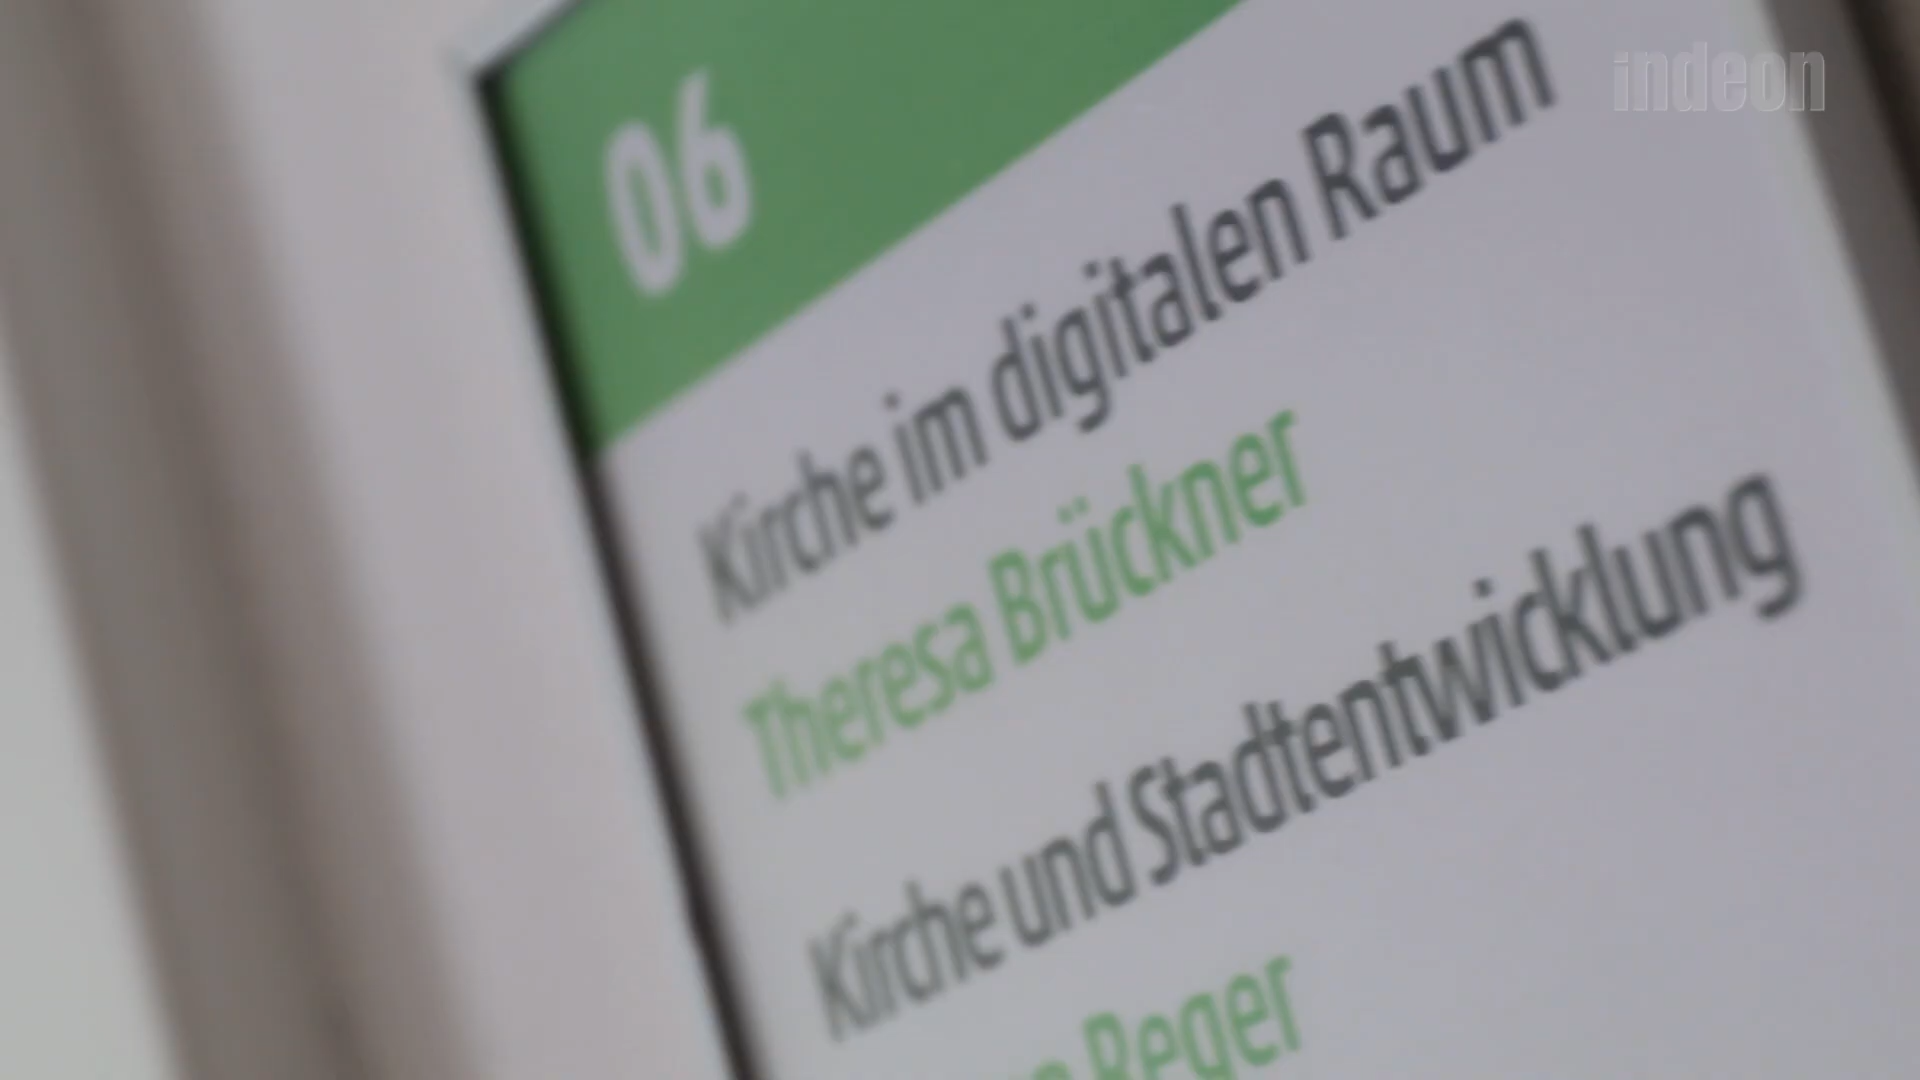 indeon
06
Kirche im digitalen Raum
Theresa Brückner
Kirche und Stadtentwicklung
Reger